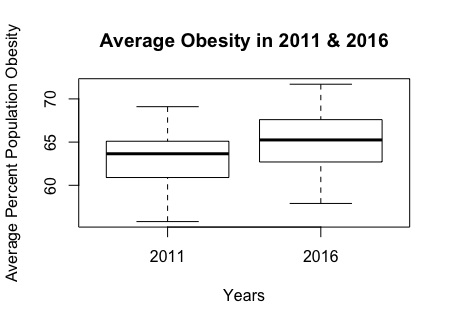 Average Obesity in 2011 & 2016
Average Percent Population Obesity
70
65
60
2011
2016
Years